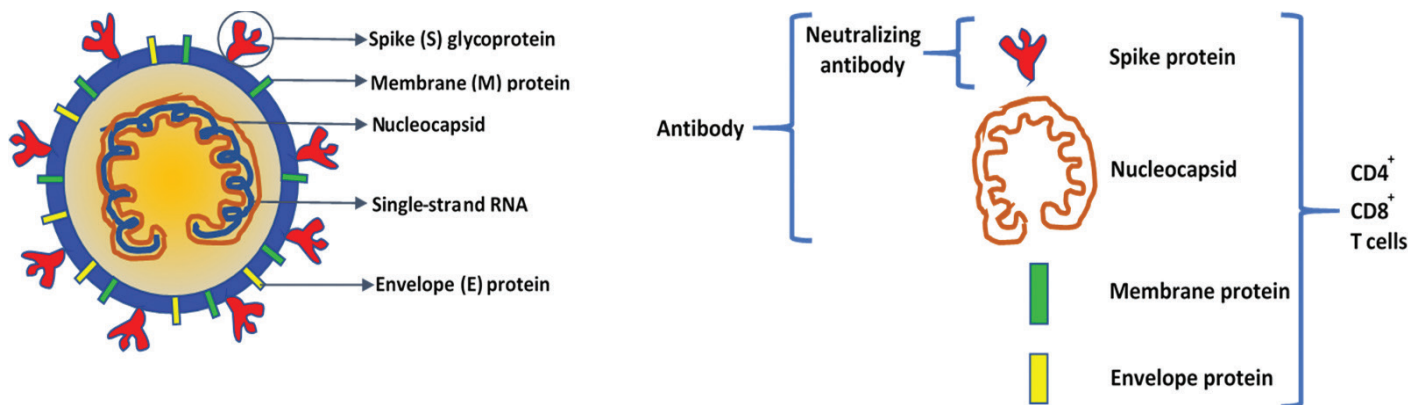 Spike (S) glycoprotein
Membrane (M) protein
Nucleocapsid
Single-strand RNA
Envelope (E) protein
Neutralizing
antibody
Antibody
Spike protein
Nucleocapsid
Membrane protein
Envelope protein
CD4+
CD8+
T cells